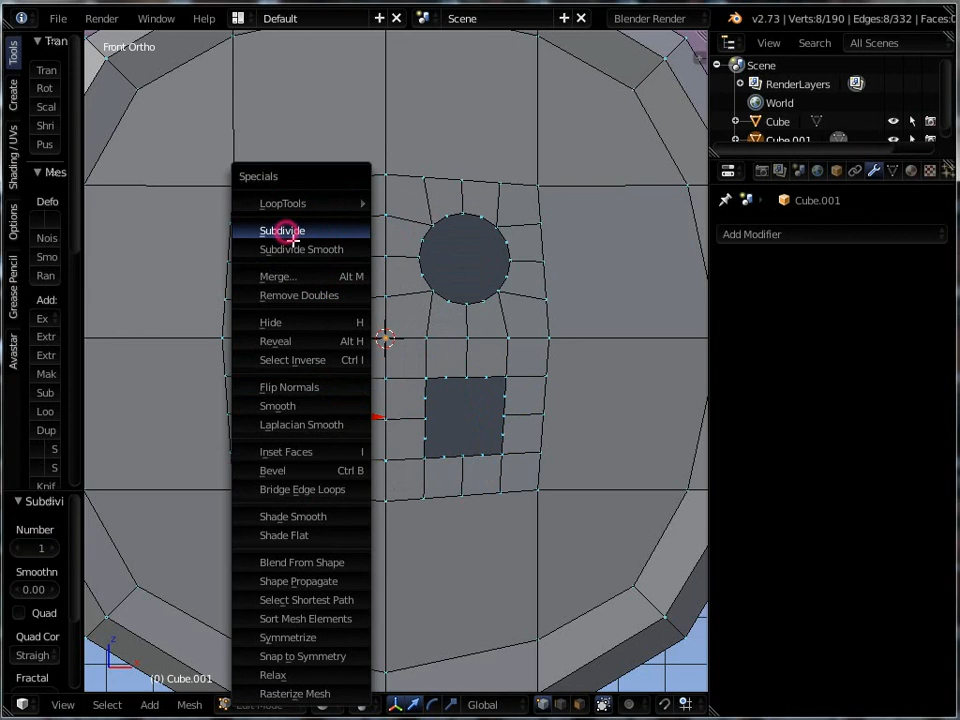 File Render Window Help Default Scene Blender Render v2.73 | Verts:8/190 | Edges:8/332 | Faces:0
Tools
Create
Shading / UVs
Options
Grease Pencil
Avastar
Tran
Tran
Rot
Scal
Shri
Pus
Mes
Defo
Nois
Smo
Ran
Add:
Ex
Extr
Extr
Mak
Sub
Loo
Dup
S
S
Knif
Subdivi
Number
1
Smoothn
0.00
Quad
Quad Cor
Straigh
Fractal
Front Ortho
Specials
LoopTools
Subdivide
Subdivide Smooth
Merge... Alt M
Remove Doubles
Hide H
Reveal Alt H
Select Inverse Ctrl I
Flip Normals
Smooth
Laplacian Smooth
Inset Faces I
Bevel Ctrl B
Bridge Edge Loops
Shade Smooth
Shade Flat
Blend From Shape
Shape Propagate
Select Shortest Path
Sort Mesh Elements
Symmetrize
Snap to Symmetry
Relax
Rasterize Mesh
z
(0) Cube.001
View Select Add Mesh Edit Mode Global
View Search All Scenes
Scene
RenderLayers
World
Cube
Cube.001
Cube.001
Add Modifier